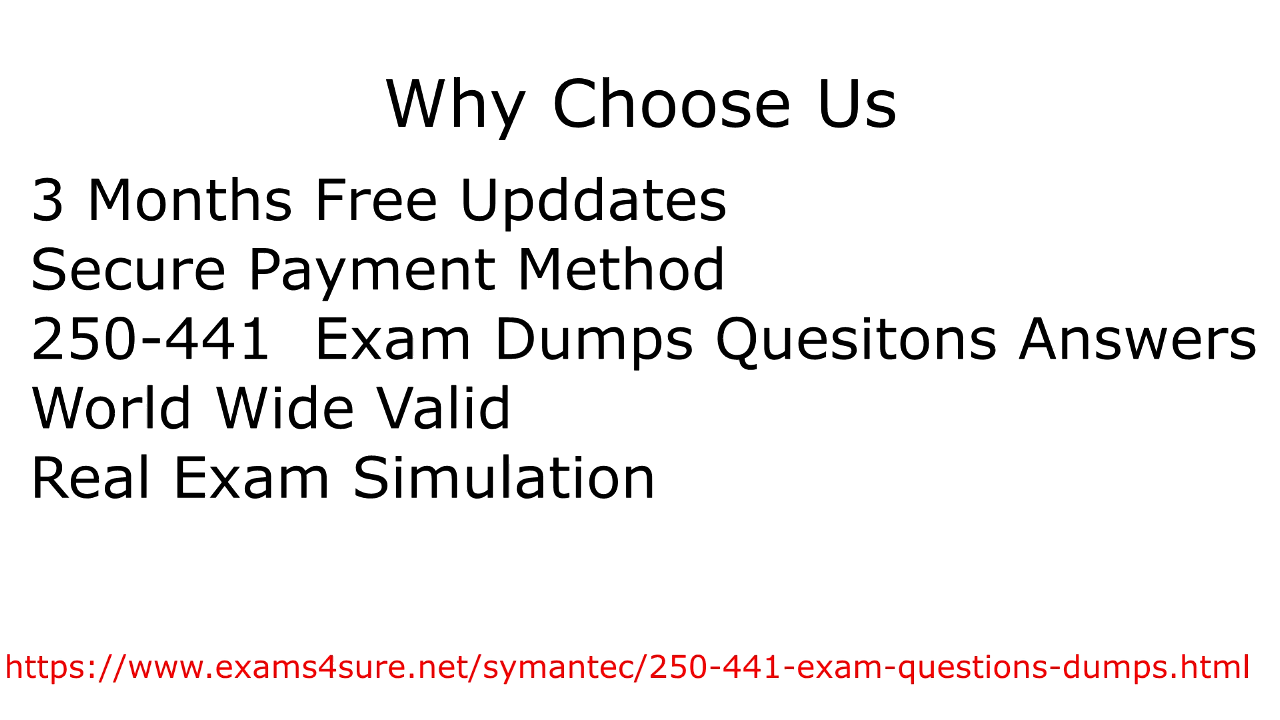 Why Choose Us
3 Months Free Upddates
Secure Payment Method
250-441  Exam Dumps Quesitons Answers
World Wide Valid
Real Exam Simulation
https://www.exams4sure.net/symantec/250-441-exam-questions-dumps.html